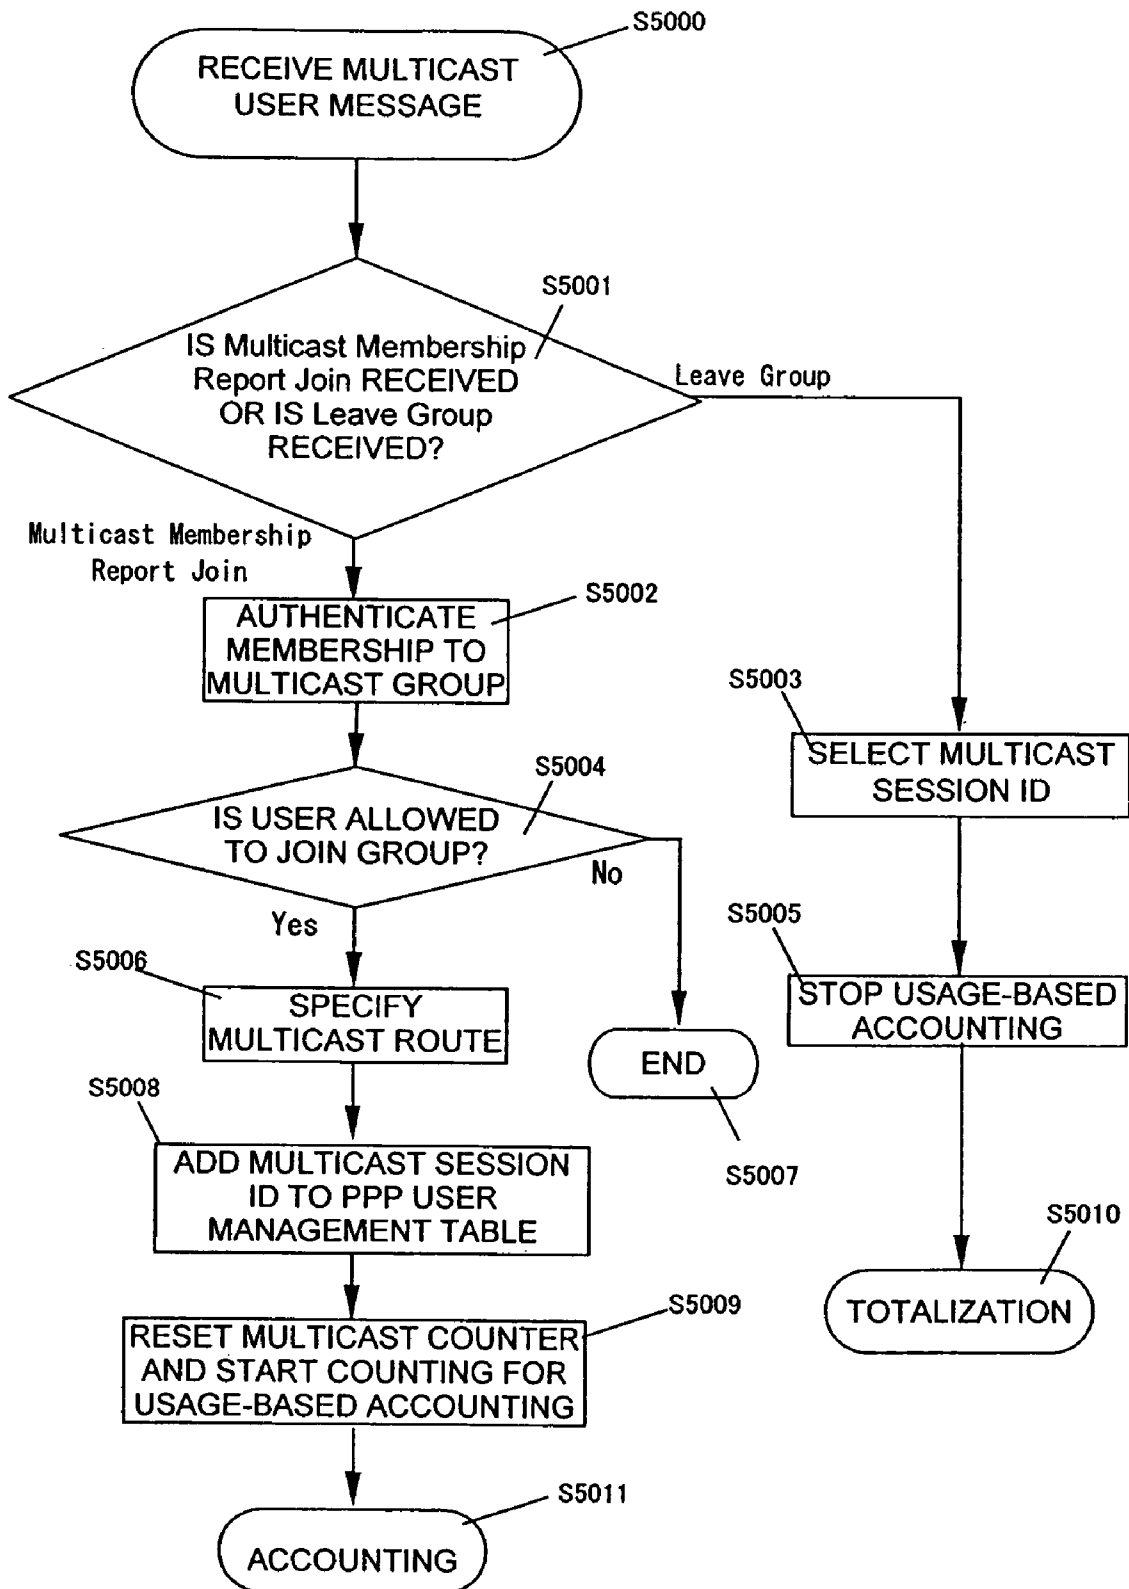 S5000
RECEIVE MULTICAST
USER MESSAGE
S5001
IS Multicast Membership
Report Join RECEIVED
OR IS Leave Group
RECEIVED?
Leave Group
Multicast Membership
Report Join
S5002
AUTHENTICATE
MEMBERSHIP TO
MULTICAST GROUP
S5003
SELECT MULTICAST
SESSION ID
S5004
IS USER ALLOWED
TO JOIN GROUP?
No
Yes
S5005
STOP USAGE-BASED
ACCOUNTING
S5006
SPECIFY
MULTICAST ROUTE
END
S5007
S5008
ADD MULTICAST SESSION
ID TO PPP USER
MANAGEMENT TABLE
S5010
TOTALIZATION
S5009
RESET MULTICAST COUNTER
AND START COUNTING FOR
USAGE-BASED ACCOUNTING
S5011
ACCOUNTING